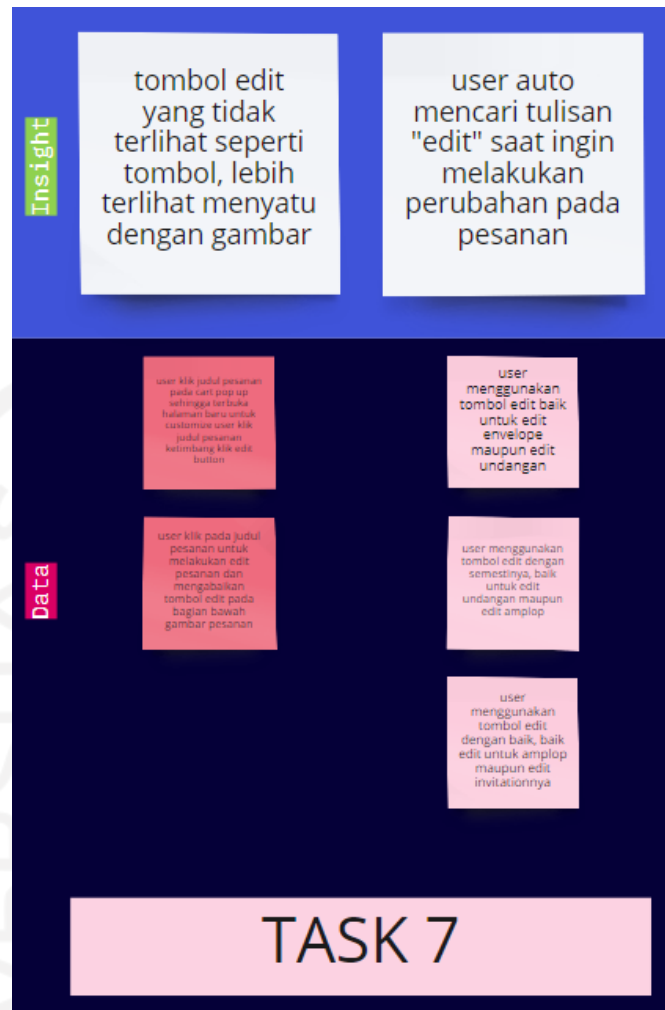 Insight
tombol edit
yang tidak
terlihat seperti
tombol, lebih
terlihat menyatu
dengan gambar
user auto
mencari tulisan
"edit" saat ingin
melakukan
perubahan pada
pesanan
Data
user klik judul pesanan
pada cart pop up
sehingga terbuka
halaman baru untuk
customize user klik
judul pesanan
ketimbang klik edit
button
user klik pada judul
pesanan untuk
melakukan edit
pesanan dan
mengabaikan
tombol edit pada
bagian bawah
gambar pesanan
user
menggunakan
tombol edit baik
untuk edit
envelope
maupun edit
undangan
user menggunakan
tombol edit dengan
semestinya, baik
untuk edit
undangan maupun
edit amplop
user
menggunakan
tombol edit
dengan baik, baik
edit untuk amplop
maupun edit
invitationnya
TASK 7